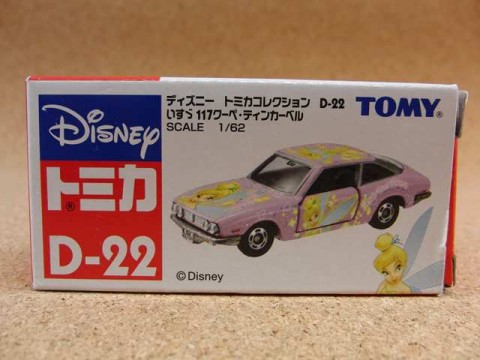 Disney
トミカ®
D-22
ディズニー トミカコレクション D-22
いすゞ 117クーペ・ティンカーベル
SCALE 1/62
TOMY®
©Disney